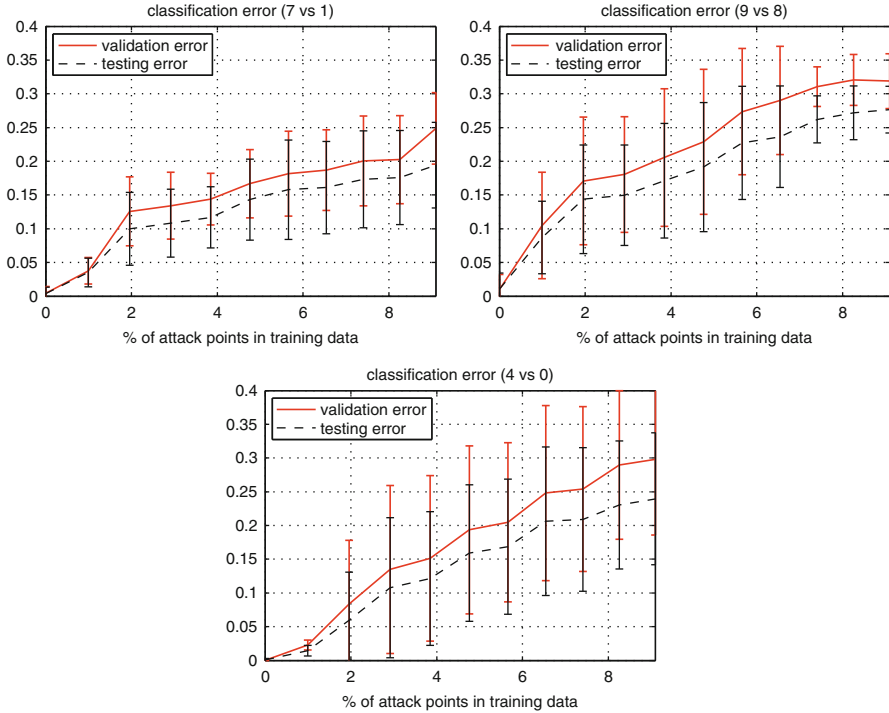 classification error (7 vs 1)
0.4
0.35
0.3
0.25
0.2
0.15
0.1
0.05
0
validation error
testing error
0 2 4 6 8
% of attack points in training data
classification error (9 vs 8)
0.4
0.35
0.3
0.25
0.2
0.15
0.1
0.05
0
validation error
testing error
0 2 4 6 8
% of attack points in training data
classification error (4 vs 0)
0.4
0.35
0.3
0.25
0.2
0.15
0.1
0.05
0
validation error
testing error
0 2 4 6 8
% of attack points in training data